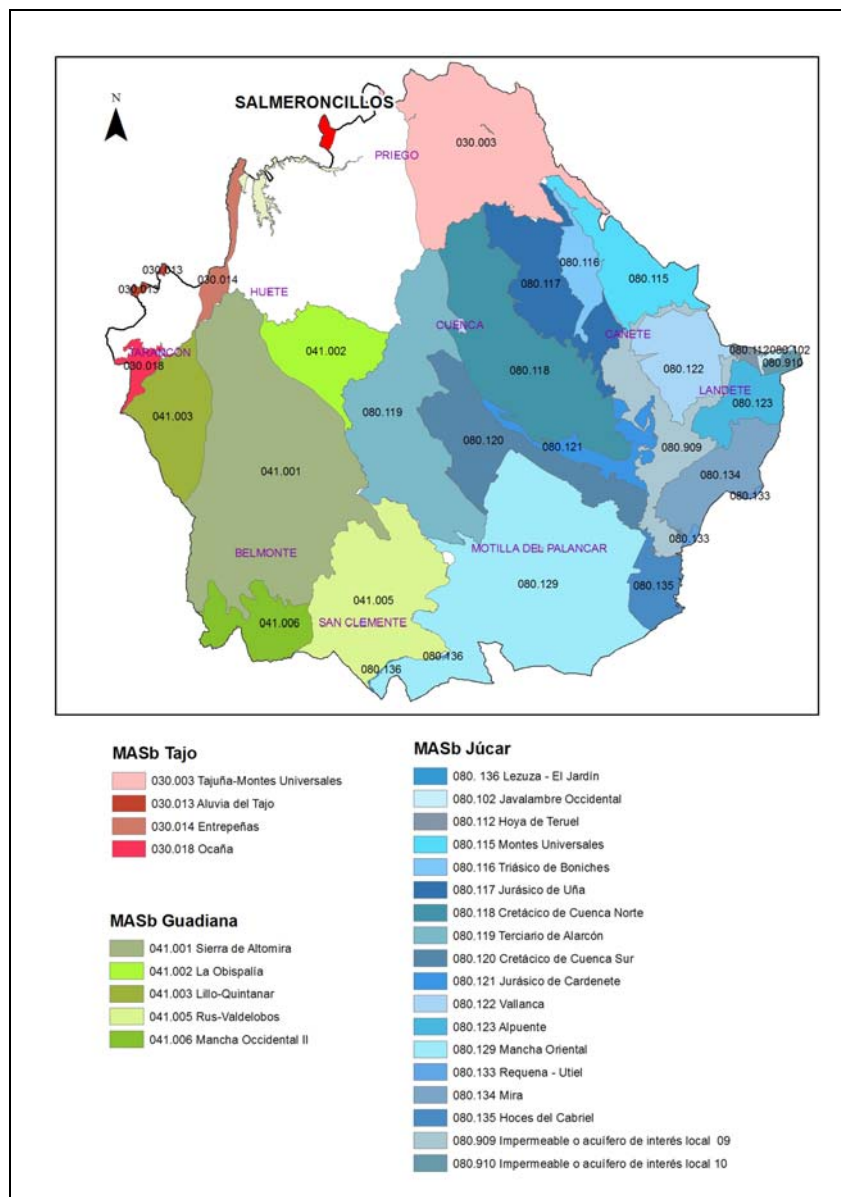 N
SALMERONCILLOS
PRIEGO
030.003
080.116
080.115
080.117
030.013
030.013
030.014
HUETE
CUENCA
CAÑETE
080.112
080.102
080.910
TARANCÓN
030.018
041.002
080.118
080.122
LANDETE
080.123
041.003
080.119
080.120
080.121
080.909
041.001
080.134
080.133
080.133
BELMONTE
MOTILLA DEL PALANCAR
080.129
080.135
041.005
041.006
SAN CLEMENTE
080.136
080.136
MASb Tajo
030.003 Tajuña-Montes Universales
030.013 Aluvia del Tajo
030.014 Entrepeñas
030.018 Ocaña
MASb Guadiana
041.001 Sierra de Altomira
041.002 La Obispalía
041.003 Lillo-Quintanar
041.005 Rus-Valdelobos
041.006 Mancha Occidental II
MASb Júcar
080. 136 Lezuza - El Jardín
080.102 Javalambre Occidental
080.112 Hoya de Teruel
080.115 Montes Universales
080.116 Triásico de Boniches
080.117 Jurásico de Uña
080.118 Cretácico de Cuenca Norte
080.119 Terciario de Alarcón
080.120 Cretácico de Cuenca Sur
080.121 Jurásico de Cardenete
080.122 Vallanca
080.123 Alpuente
080.129 Mancha Oriental
080.133 Requena - Utiel
080.134 Mira
080.135 Hoces del Cabriel
080.909 Impermeable o acuífero de interés local 09
080.910 Impermeable o acuífero de interés local 10